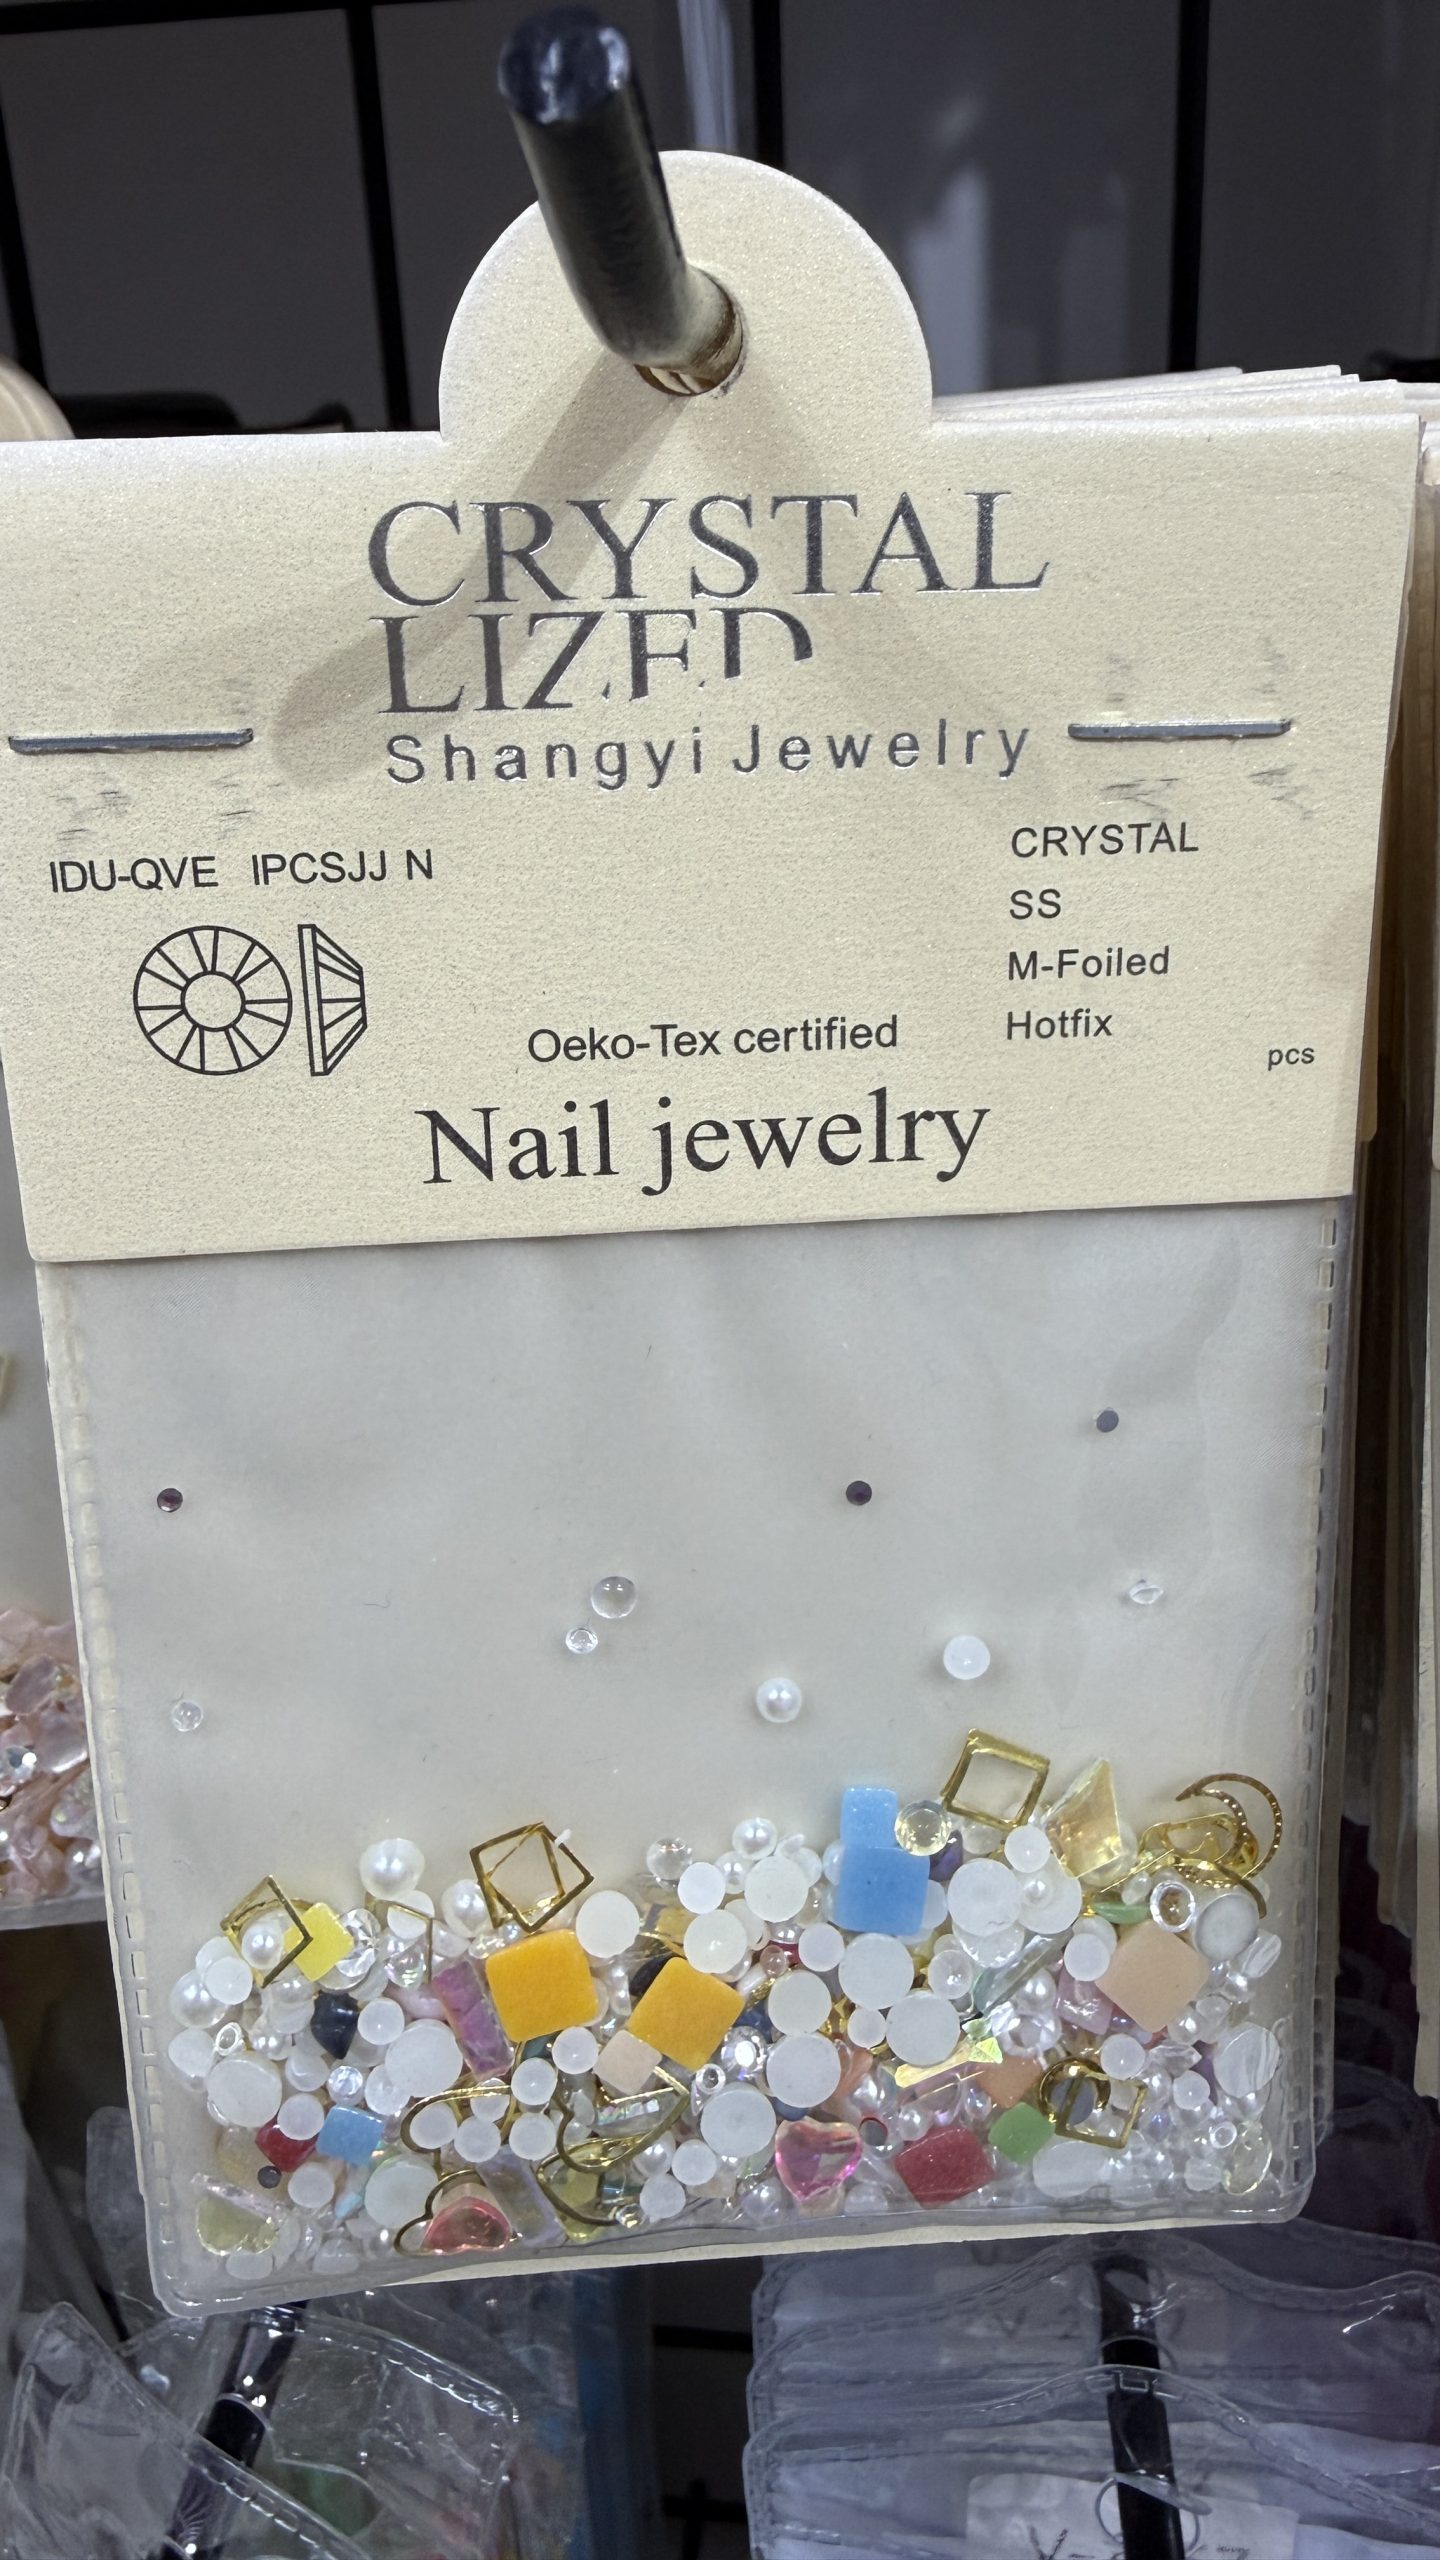 CRYSTAL
LIZED
Shangyi Jewelry
IDU-QVE IPCSJJ N
CRYSTAL
SS
M-Foiled
Hotfix
pcs
Oeko-Tex certified
Nail jewelry